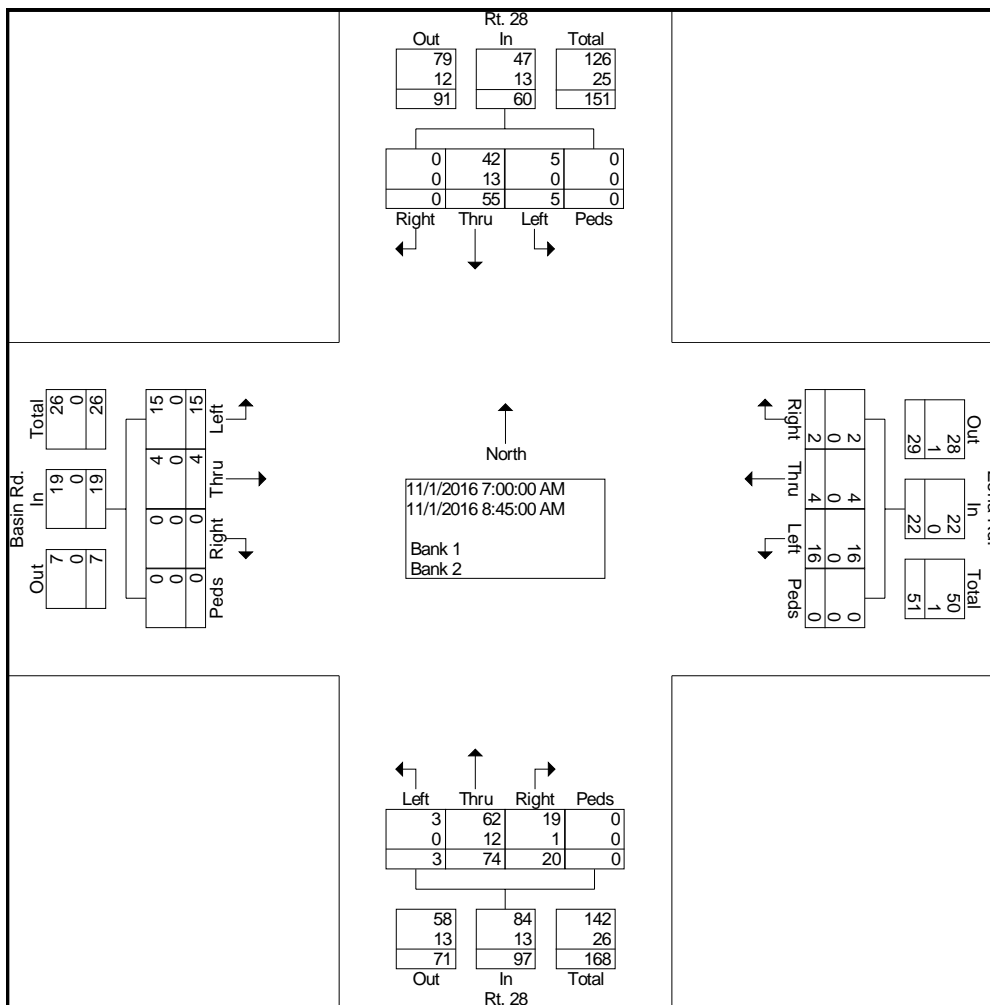 Rt. 28
Out In Total
79 47 126
12 13 25
91 60 151
0 42 5 0
0 13 0 0
0 55 5 0
Right Thru Left Peds
Basin Rd.
Total In Out
26 19 7
0 0 0
26 19 7
15 4 0 0
0 0 0 0
15 4 0 0
Left Thru Right Peds
North
11/1/2016 7:00:00 AM
11/1/2016 8:45:00 AM
Bank 1
Bank 2
Out In Total
28 22 50
1 0 1
29 22 51
2 4 16 0
0 0 0 0
2 4 16 0
Right Thru Left Peds
Left Thru Right Peds
3 62 19 0
0 12 1 0
3 74 20 0
58 84 142
13 13 26
71 97 168
Out In Total
Rt. 28